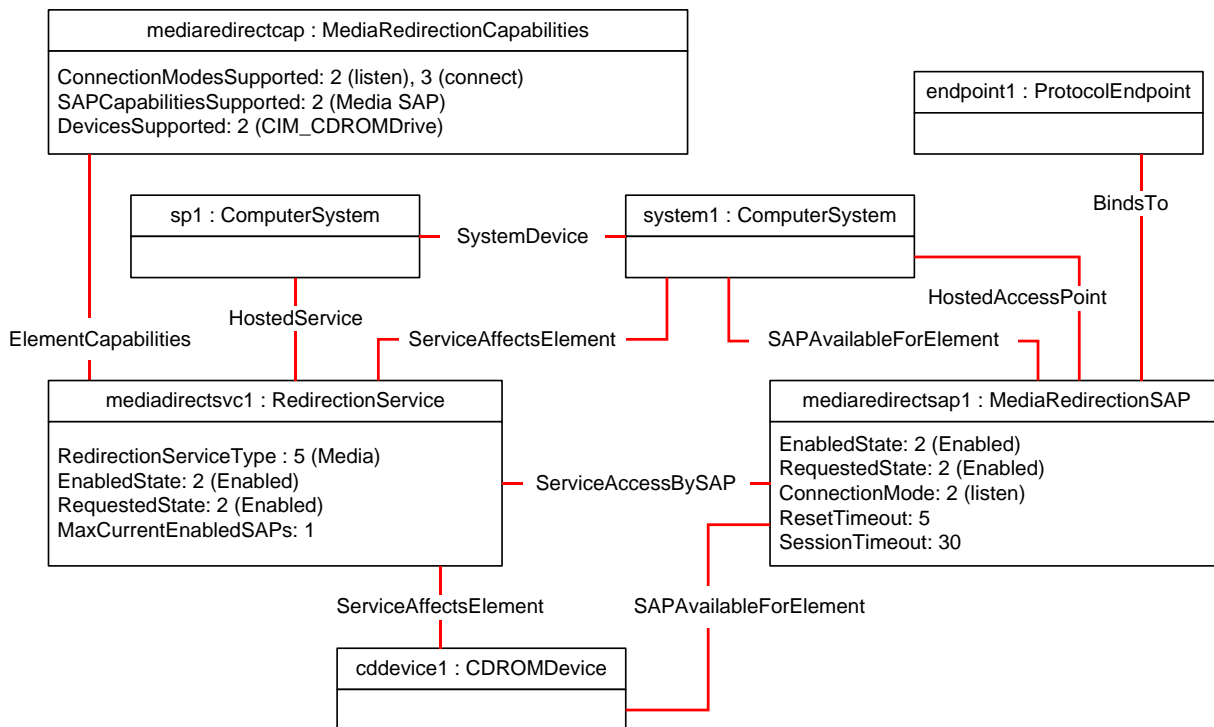 mediaredirectcap : MediaRedirectionCapabilities
ConnectionModesSupported: 2 (listen), 3 (connect)
SAPCapabilitiesSupported: 2 (Media SAP)
DevicesSupported: 2 (CIM_CDROMDrive)
endpoint1 : ProtocolEndpoint
BindsTo
sp1 : ComputerSystem
SystemDevice
system1 : ComputerSystem
HostedAccessPoint
HostedService
ElementCapabilities
ServiceAffectsElement
SAPAvailableForElement
mediadirectsvc1 : RedirectionService
RedirectionServiceType : 5 (Media)
EnabledState: 2 (Enabled)
RequestedState: 2 (Enabled)
MaxCurrentEnabledSAPs: 1
ServiceAccessBySAP
mediaredirectsap1 : MediaRedirectionSAP
EnabledState: 2 (Enabled)
RequestedState: 2 (Enabled)
ConnectionMode: 2 (listen)
ResetTimeout: 5
SessionTimeout: 30
ServiceAffectsElement
SAPAvailableForElement
cddevice1 : CDROMDevice